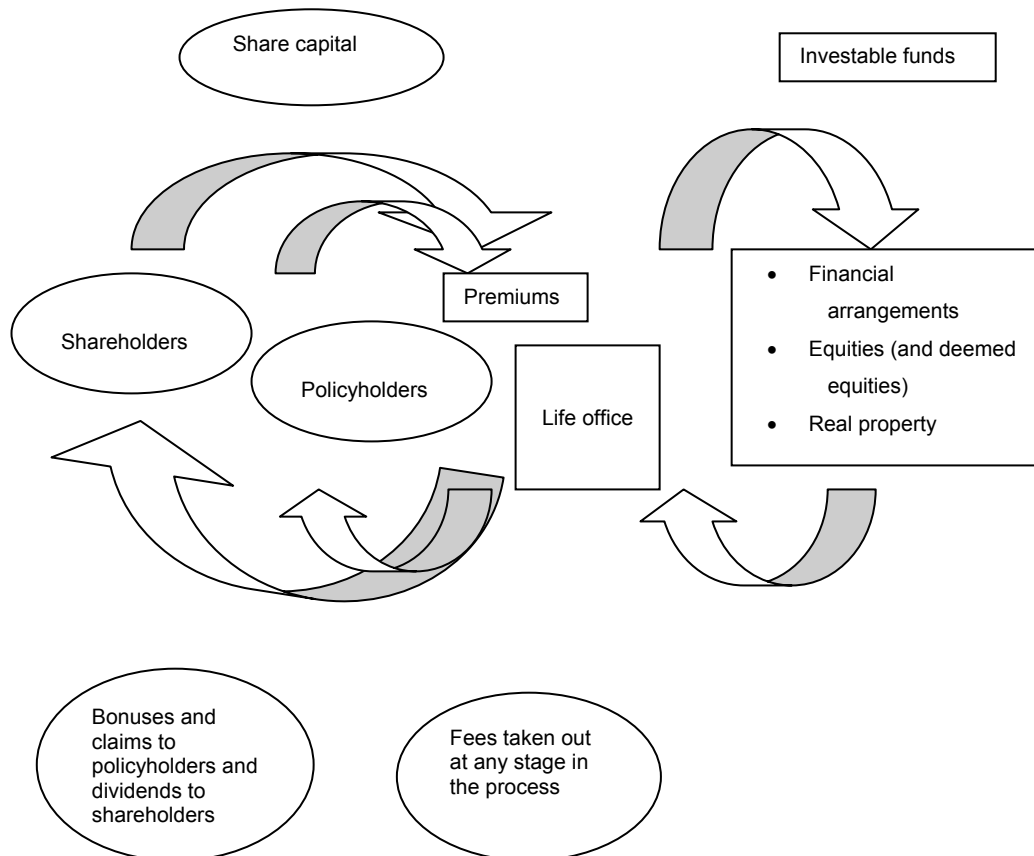 Share capital
Investable funds
Shareholders
Policyholders
Premiums
Life office
• Financial
arrangements
• Equities (and deemed
equities)
• Real property
Bonuses and
claims to
policyholders and
dividends to
shareholders
Fees taken out
at any stage in
the process